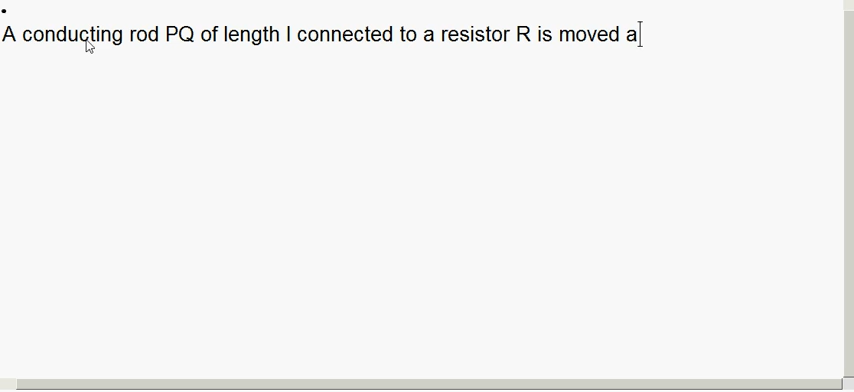 A conducting rod PQ of length l connected to a resistor R is moved a